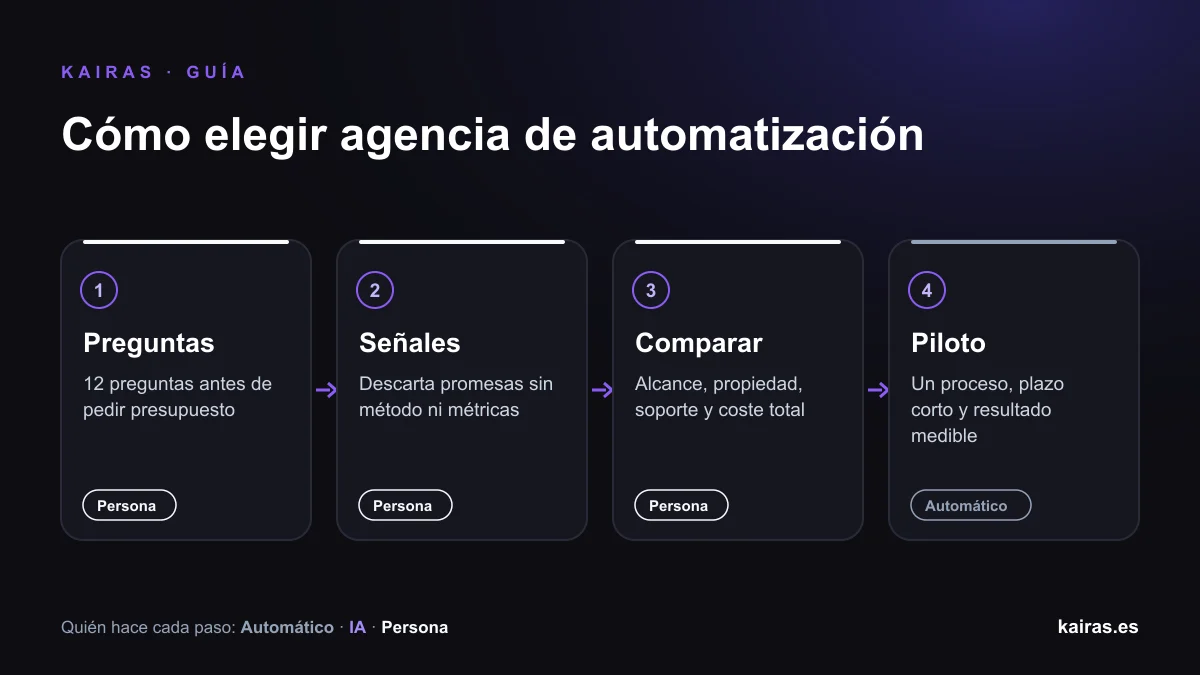 KAIRAS · GUÍA
Cómo elegir agencia de automatización
1
Preguntas
12 preguntas antes de
pedir presupuesto
Persona
2
Señales
Descarta promesas sin
método ni métricas
Persona
3
Comparar
Alcance, propiedad,
soporte y coste total
Persona
4
Piloto
Un proceso, plazo
corto y resultado
medible
Automático
Quién hace cada paso: Automático · IA · Persona
kairas.es